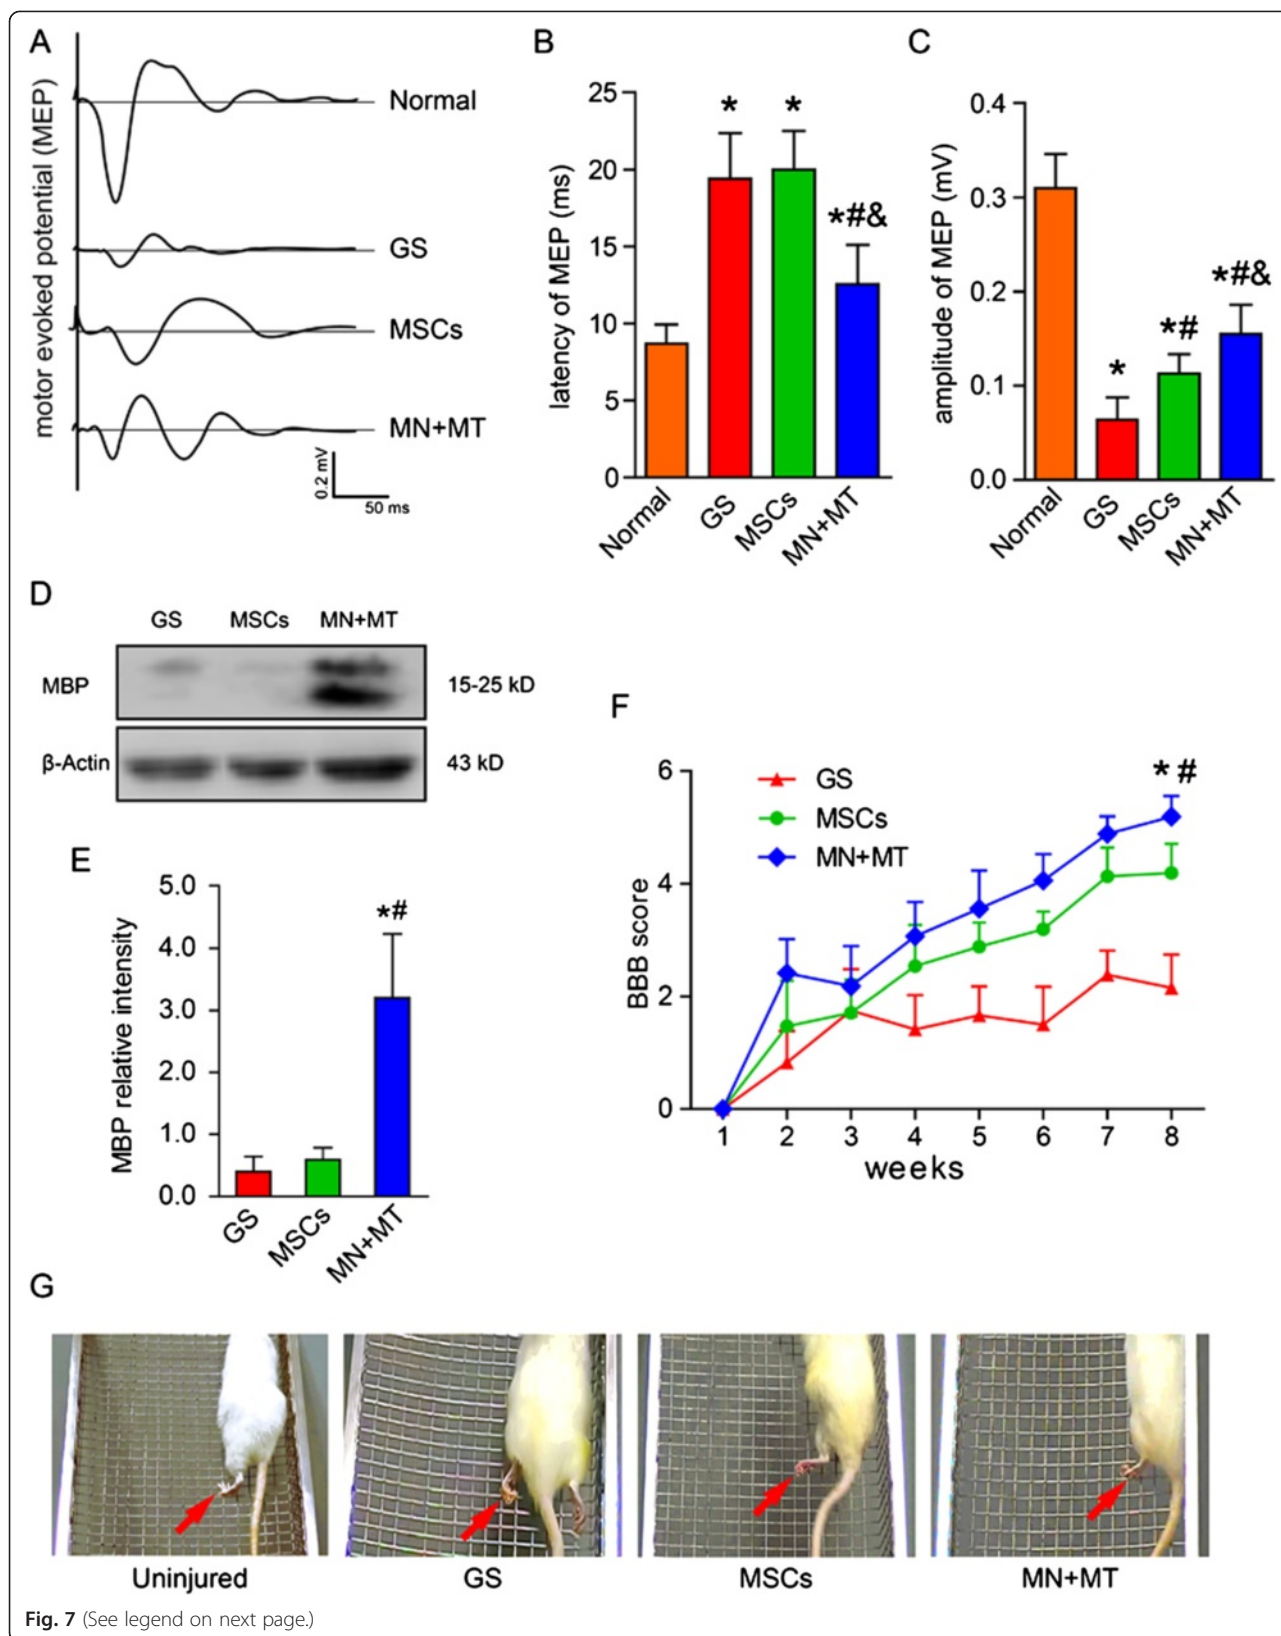 A
motor evoked potential (MEP)
Normal
GS
MSCs
MN+MT
0.2 mV
50 ms
B
latency of MEP (ms)
25
20
15
10
5
0
*
*
*#&
Normal
GS
MSCs
MN+MT
C
amplitude of MEP (mV)
0.4
0.3
0.2
0.1
0.0
*
*#
*#&
Normal
GS
MSCs
MN+MT
D
GS MSCs MN+MT
MBP 15-25 kD
β-Actin 43 kD
E
MBP relative intensity
5.0
4.0
3.0
2.0
1.0
0.0
*#
GS
MSCs
MN+MT
F
BBB score
6
4
2
0
GS
MSCs
MN+MT
* #
1 2 3 4 5 6 7 8
weeks
G
Uninjured GS MSCs MN+MT
Fig. 7 (See legend on next page.)